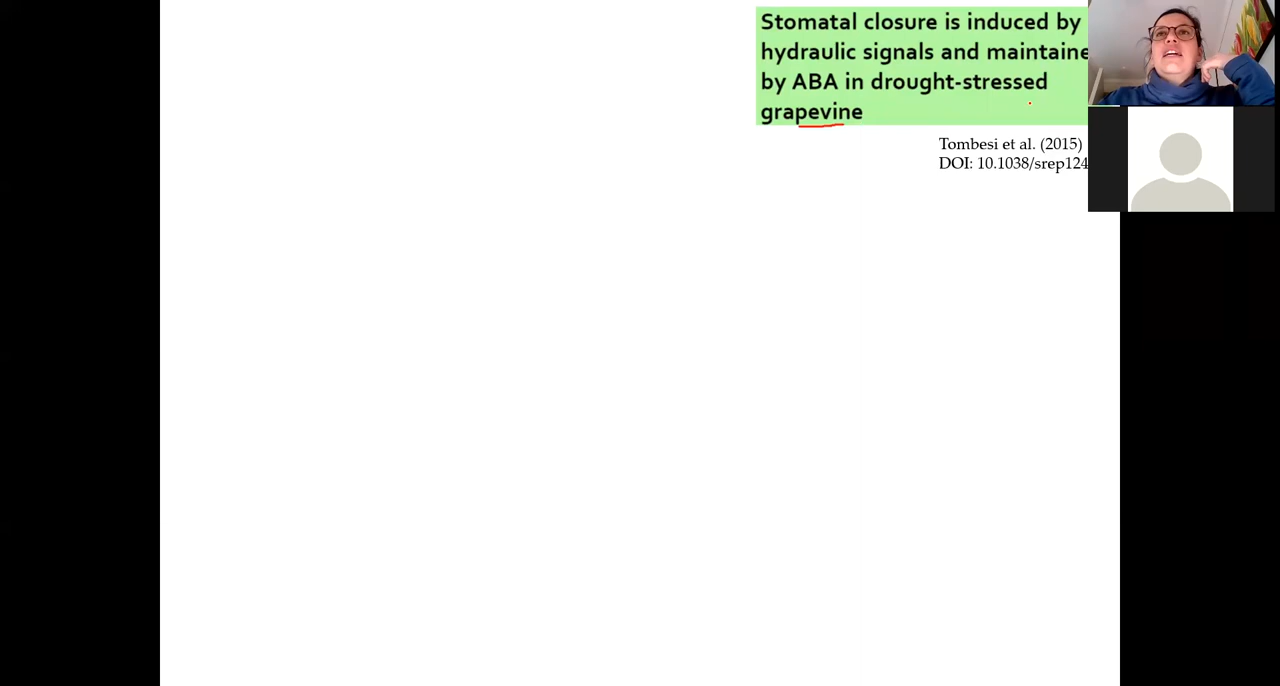 Stomatal closure is induced by
hydraulic signals and maintaine
by ABA in drought-stressed
grapevine
Tombesi et al. (2015)
DOI: 10.1038/srep124